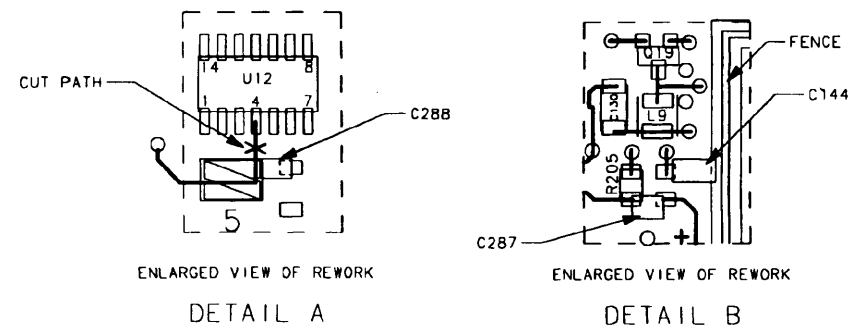 14 8
U12
1 4 7
CUT PATH
C288
5
ENLARGED VIEW OF REWORK
DETAIL A
Q19
FENCE
C130
L9
C144
R205
C287
+
ENLARGED VIEW OF REWORK
DETAIL B